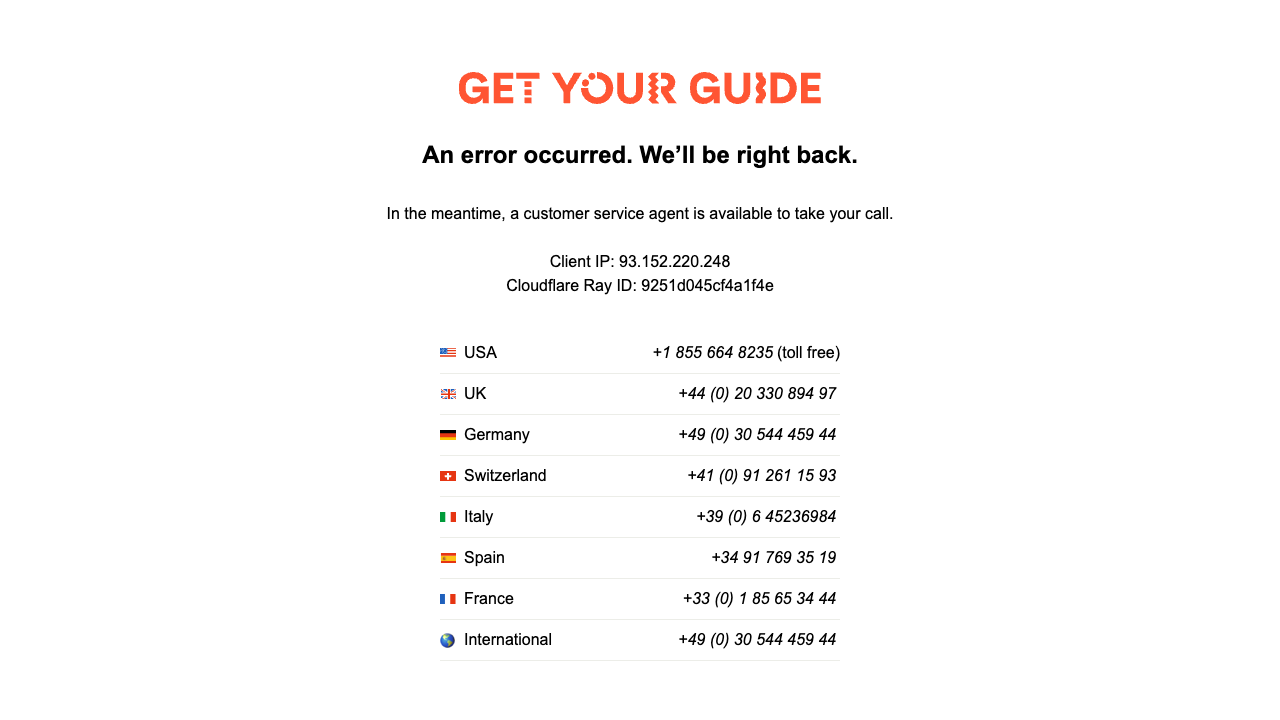 GET YOUR GUIDE
An error occurred. We’ll be right back.
In the meantime, a customer service agent is available to take your call.
Client IP: 93.152.220.248
Cloudflare Ray ID: 9251d045cf4a1f4e
USA +1 855 664 8235 (toll free)
UK +44 (0) 20 330 894 97
Germany +49 (0) 30 544 459 44
Switzerland +41 (0) 91 261 15 93
Italy +39 (0) 6 45236984
Spain +34 91 769 35 19
France +33 (0) 1 85 65 34 44
International +49 (0) 30 544 459 44